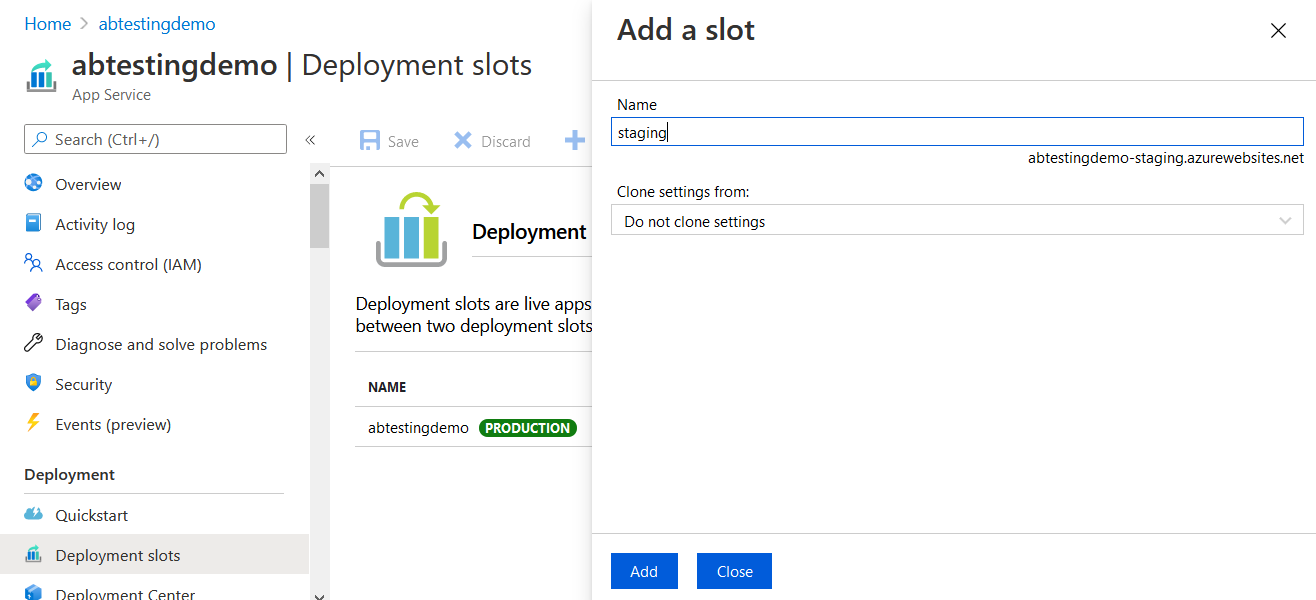 Home > abtestingdemo
abtestingdemo | Deployment slots
App Service
Search (Ctrl+/)
«
Save
Discard
Overview
Activity log
Access control (IAM)
Tags
Diagnose and solve problems
Security
Events (preview)
Deployment
Quickstart
Deployment slots
Deployment Center
Deployment
Deployment slots are live apps
between two deployment slots
NAME
abtestingdemo PRODUCTION
Add a slot
Name
staging
abtestingdemo-staging.azurewebsites.net
Clone settings from:
Do not clone settings
Add
Close